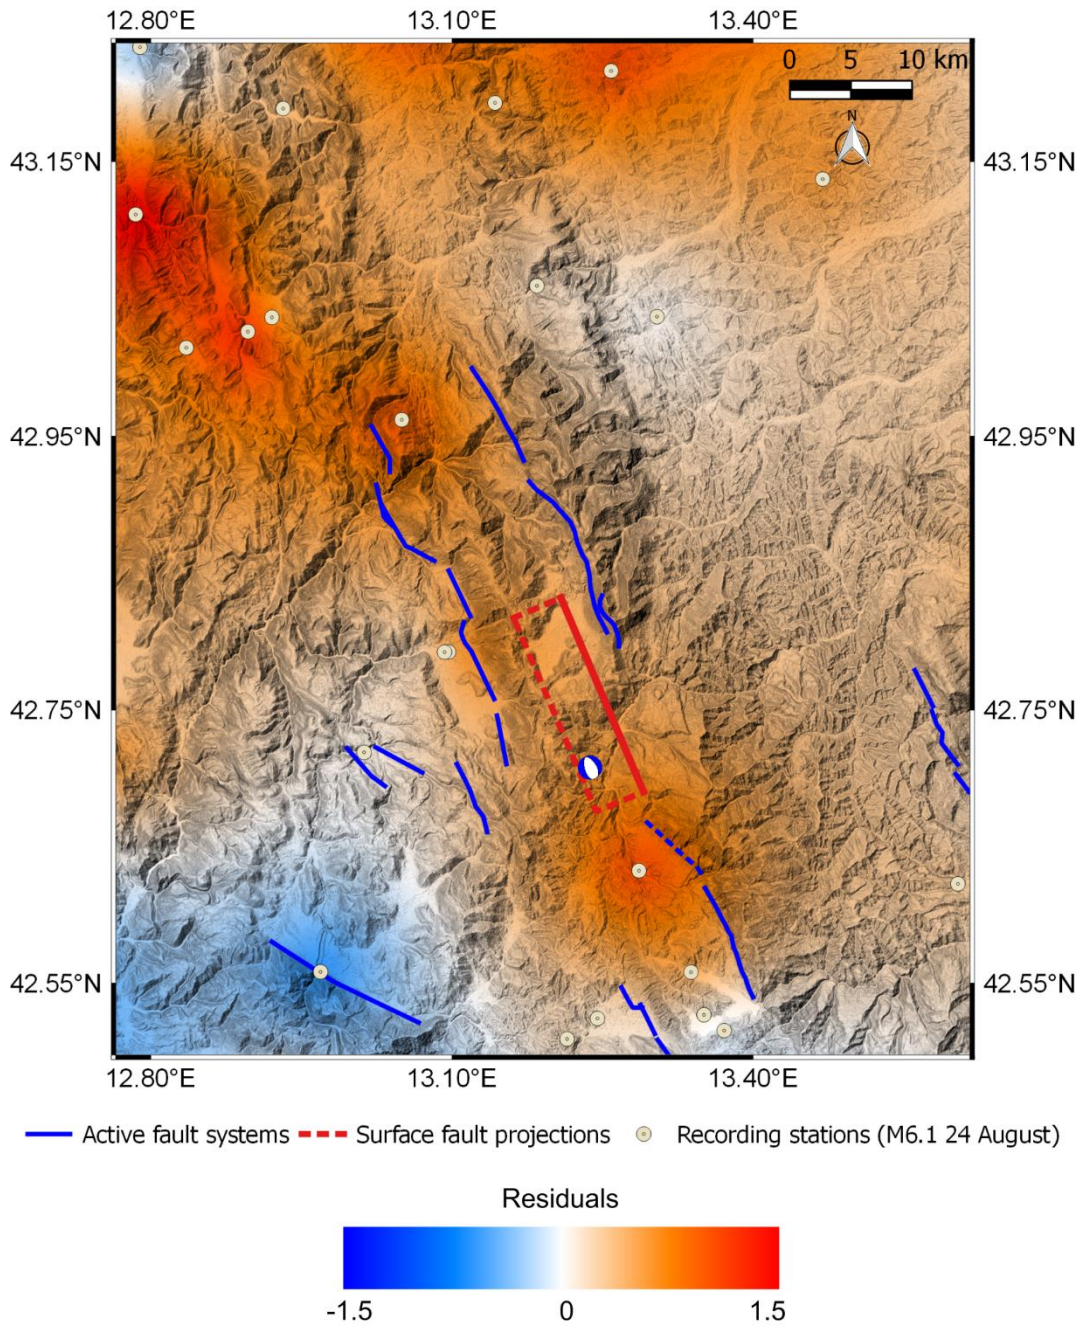 12.80°E 13.10°E 13.40°E
0 5 10 km
N
43.15°N 43.15°N
42.95°N 42.95°N
42.75°N 42.75°N
42.55°N 42.55°N
12.80°E 13.10°E 13.40°E
Active fault systems Surface fault projections Recording stations (M6.1 24 August)
Residuals
-1.5 0 1.5